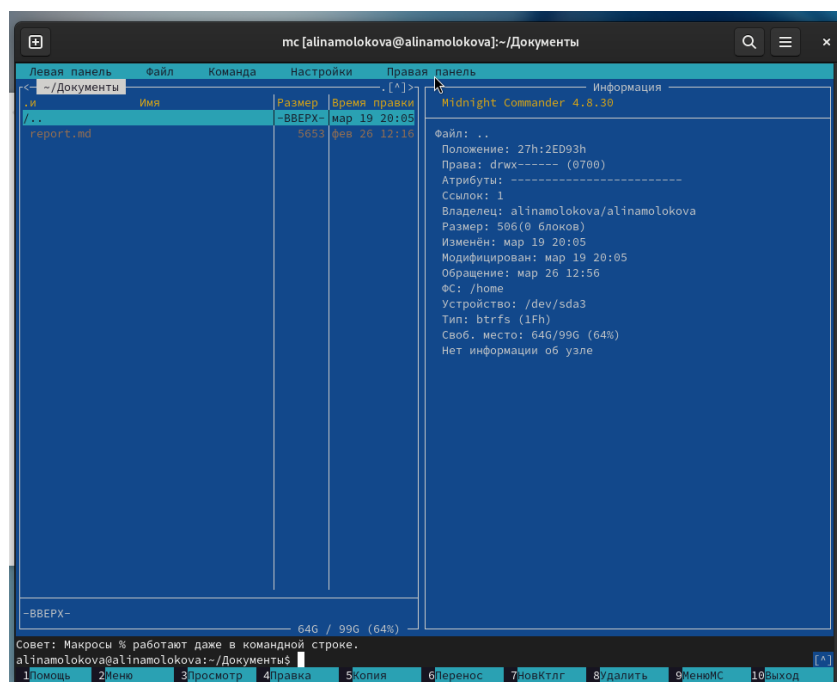 mc [alinamolokova@alinamolokova]:~/Документы
Левая панель Файл Команда Настройки Правая панель
<- ~/Документы .[^]>
.и Имя Размер Время правки
/.. -ВВЕРХ- мар 19 20:05
report.md 5653 фев 26 12:16
-ВВЕРХ-
64G / 99G (64%)
Информация
Midnight Commander 4.8.30
Файл: ..
Положение: 27h:2ED93h
Права: drwx------ (0700)
Атрибуты: -------------------------
Ссылок: 1
Владелец: alinamolokova/alinamolokova
Размер: 506(0 блоков)
Изменён: мар 19 20:05
Модифицирован: мар 19 20:05
Обращение: мар 26 12:56
ФС: /home
Устройство: /dev/sda3
Тип: btrfs (1Fh)
Своб. место: 64G/99G (64%)
Нет информации об узле
Совет: Макросы % работают даже в командной строке.
alinamolokova@alinamolokova:~/Документы$ [^]
1Помощь 2Меню 3Просмотр 4Правка 5Копия 6Перенос 7НовКтлг 8Удалить 9МенюМС 10Выход